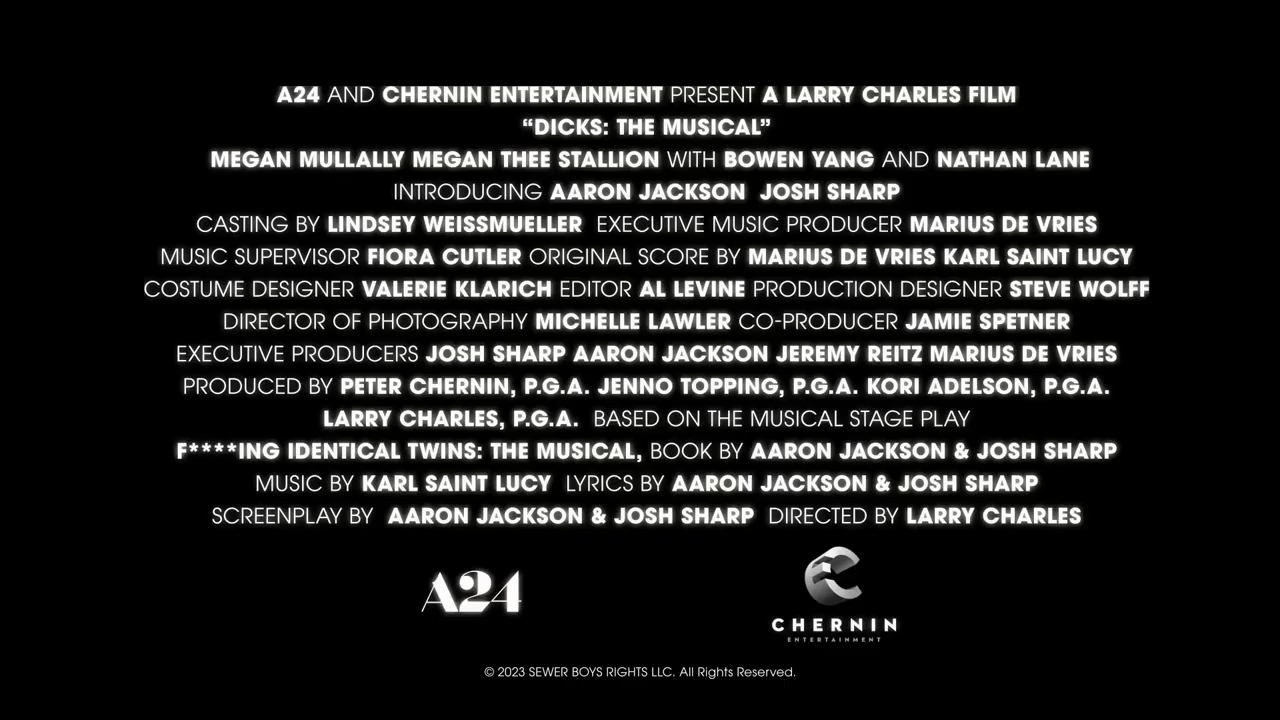 A24 AND CHERNIN ENTERTAINMENT PRESENT A LARRY CHARLES FILM
“DICKS: THE MUSICAL”
MEGAN MULLALLY MEGAN THEE STALLION WITH BOWEN YANG AND NATHAN LANE
INTRODUCING AARON JACKSON JOSH SHARP
CASTING BY LINDSEY WEISSMUELLER EXECUTIVE MUSIC PRODUCER MARIUS DE VRIES
MUSIC SUPERVISOR FIORA CUTLER ORIGINAL SCORE BY MARIUS DE VRIES KARL SAINT LUCY
COSTUME DESIGNER VALERIE KLARICH EDITOR AL LEVINE PRODUCTION DESIGNER STEVE WOLFF
DIRECTOR OF PHOTOGRAPHY MICHELLE LAWLER CO-PRODUCER JAMIE SPETNER
EXECUTIVE PRODUCERS JOSH SHARP AARON JACKSON JEREMY REITZ MARIUS DE VRIES
PRODUCED BY PETER CHERNIN, P.G.A. JENNO TOPPING, P.G.A. KORI ADELSON, P.G.A.
LARRY CHARLES, P.G.A. BASED ON THE MUSICAL STAGE PLAY
F****ING IDENTICAL TWINS: THE MUSICAL, BOOK BY AARON JACKSON & JOSH SHARP
MUSIC BY KARL SAINT LUCY LYRICS BY AARON JACKSON & JOSH SHARP
SCREENPLAY BY AARON JACKSON & JOSH SHARP DIRECTED BY LARRY CHARLES
A24
CHERNIN
ENTERTAINMENT
© 2023 SEWER BOYS RIGHTS LLC. All Rights Reserved.